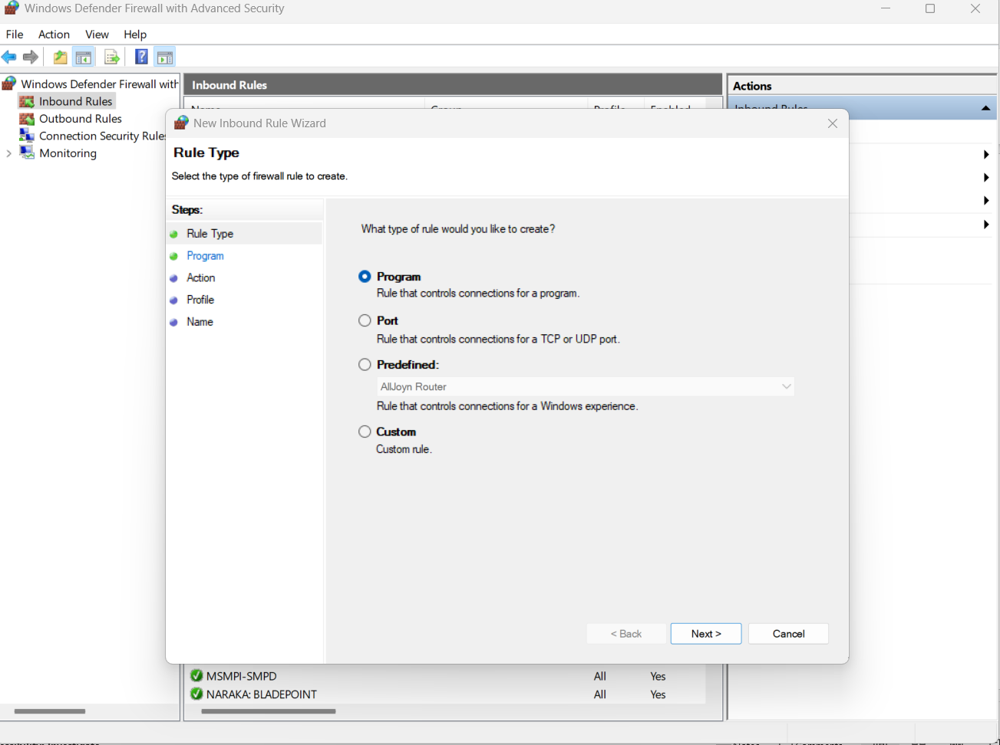 Windows Defender Firewall with Advanced Security
File Action View Help
Windows Defender Firewall with
Inbound Rules
Outbound Rules
Connection Security Rules
Monitoring
Inbound Rules
Name Group Profile Enabled
Actions
Inbound Rules
New Inbound Rule Wizard
Rule Type
Select the type of firewall rule to create.
Steps:
Rule Type
Program
Action
Profile
Name
What type of rule would you like to create?
Program
Rule that controls connections for a program.
Port
Rule that controls connections for a TCP or UDP port.
Predefined:
AllJoyn Router
Rule that controls connections for a Windows experience.
Custom
Custom rule.
< Back Next > Cancel
MSMPI-SMPD All Yes
NARAKA: BLADEPOINT All Yes